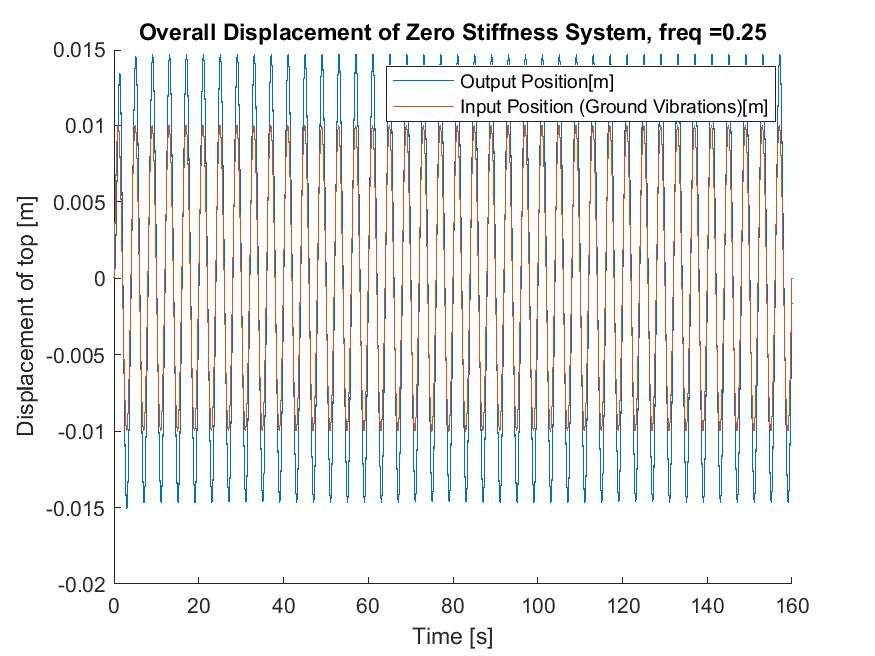 Overall Displacement of Zero Stiffness System, freq =0.25
Output Position[m]
Input Position (Ground Vibrations)[m]
Displacement of top [m]
0.015
0.01
0.005
0
-0.005
-0.01
-0.015
-0.02
0 20 40 60 80 100 120 140 160
Time [s]